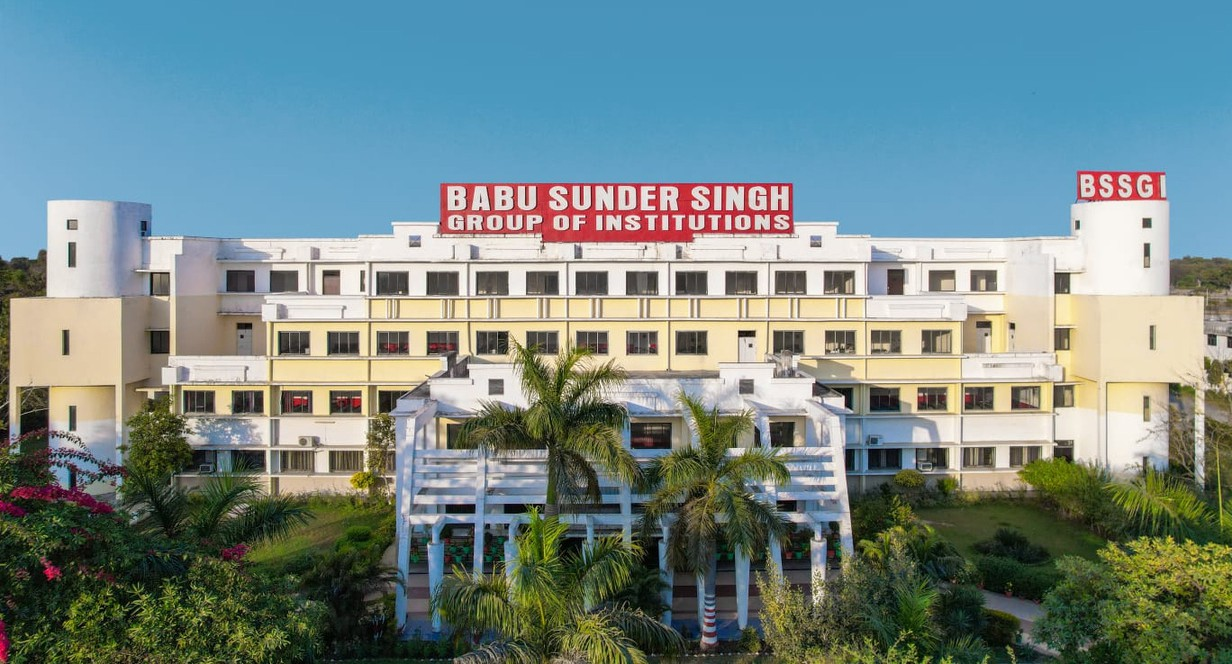 BABU SUNDER SINGH
GROUP OF INSTITUTIONS
BSSGI